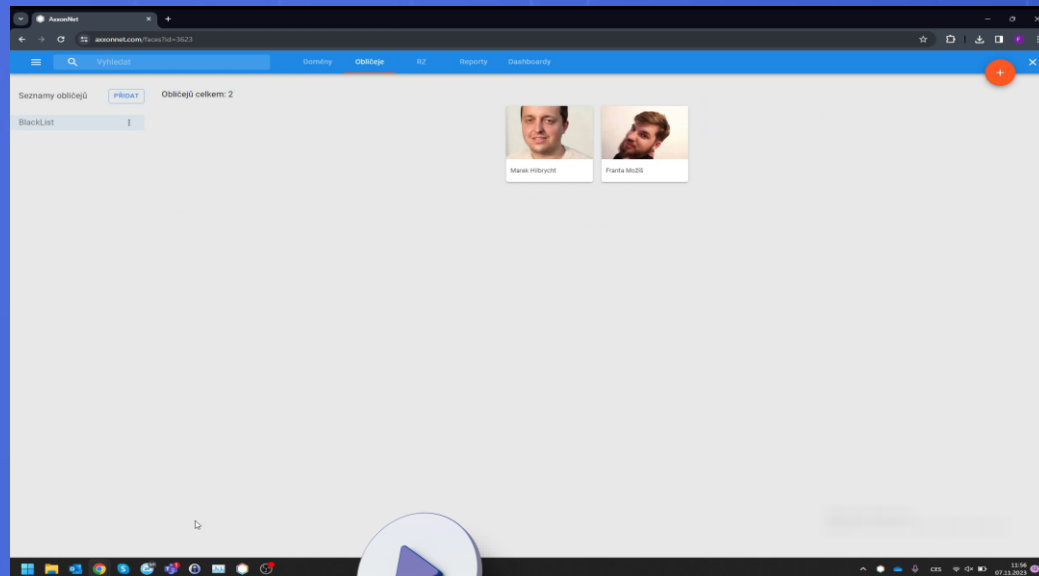 AxxonNet
axxonnet.com/faces?id=3623
Vyhledat
Domény
Obličeje
RZ
Reporty
Dashboardy
Seznamy obličejů
PŘIDAT
Obličejů celkem: 2
BlackList
Marek Hilbrycht
Franta Možíš
CES
11:56
07.11.2023